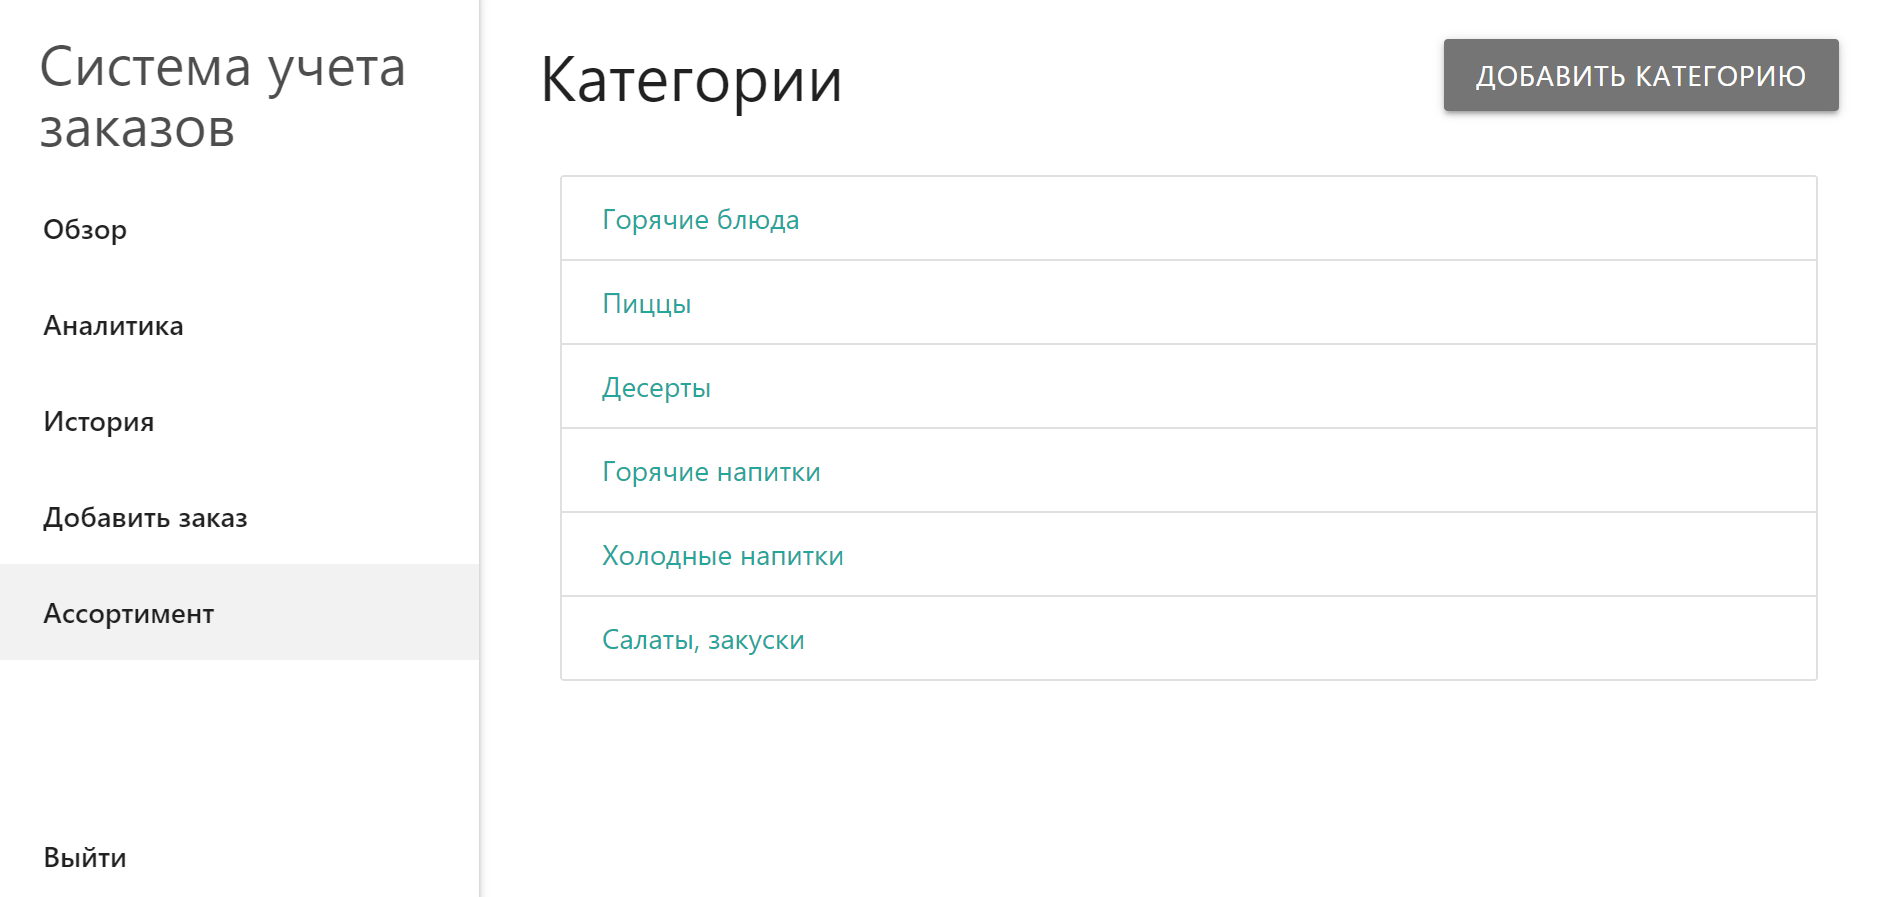 Система учета
заказов
Обзор
Аналитика
История
Добавить заказ
Ассортимент
Выйти
Категории
ДОБАВИТЬ КАТЕГОРИЮ
Горячие блюда
Пиццы
Десерты
Горячие напитки
Холодные напитки
Салаты, закуски